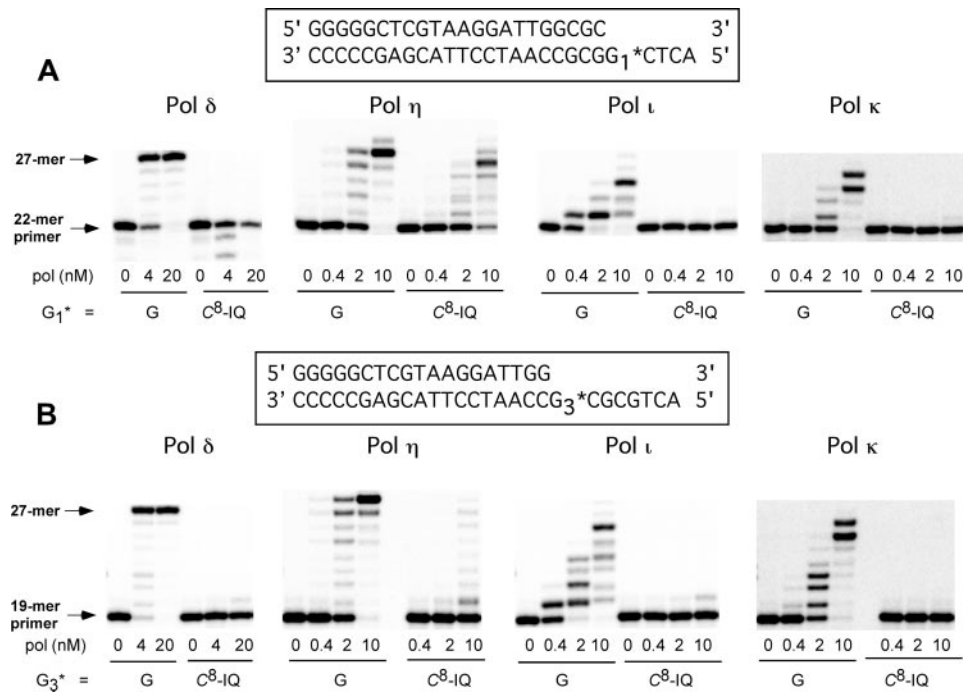 5' GGGGGCTCGTAAGGATTGGCGC 3'
3' CCCCCGAGCATTCCTAACCGCGG1*CTCA 5'
A
Pol δ Pol η Pol ι Pol κ
27-mer
22-mer
primer
pol (nM) 0 4 20 0 4 20 0 0.4 2 10 0 0.4 2 10 0 0.4 2 10 0 0.4 2 10 0 0.4 2 10 0 0.4 2 10
G1* = G C8-IQ G C8-IQ G C8-IQ G C8-IQ
5' GGGGGCTCGTAAGGATTGG 3'
3' CCCCCGAGCATTCCTAACCG3*CGCGTCA 5'
B
Pol δ Pol η Pol ι Pol κ
27-mer
19-mer
primer
pol (nM) 0 4 20 0 4 20 0 0.4 2 10 0 0.4 2 10 0 0.4 2 10 0 0.4 2 10 0 0.4 2 10 0 0.4 2 10
G3* = G C8-IQ G C8-IQ G C8-IQ G C8-IQ